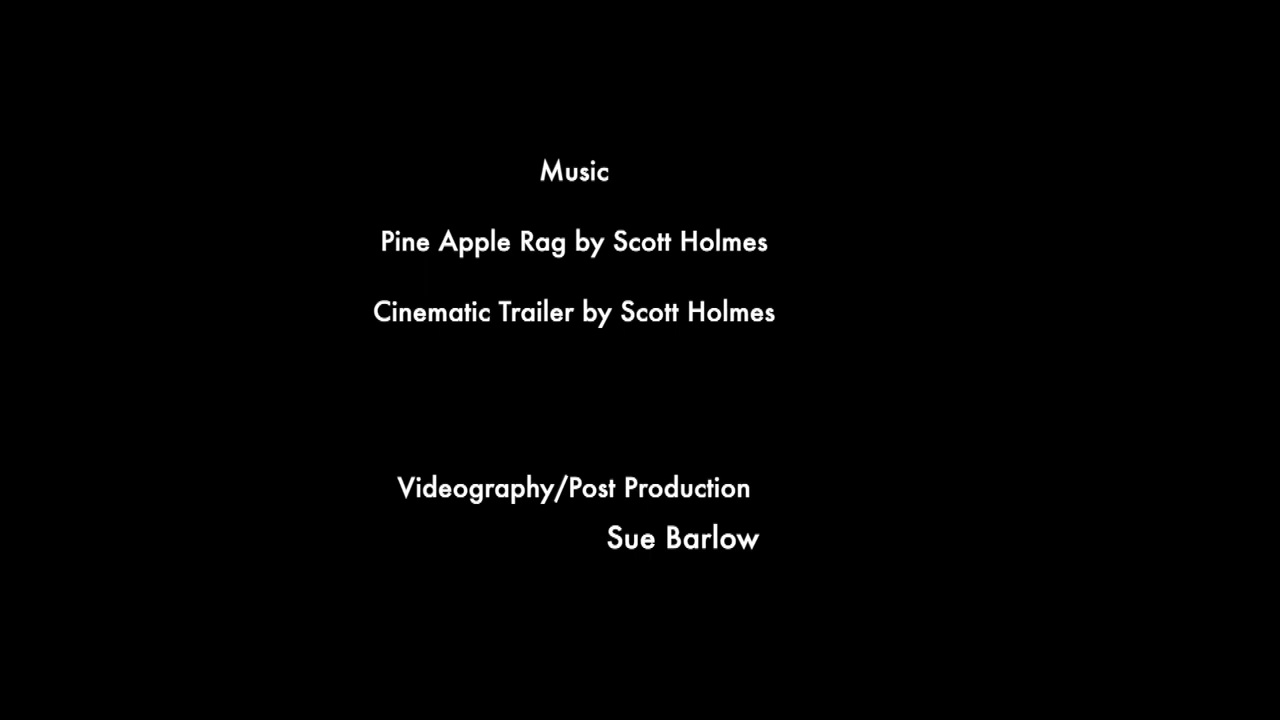 Music
Pine Apple Rag by Scott Holmes
Cinematic Trailer by Scott Holmes
Videography/Post Production
Sue Barlow